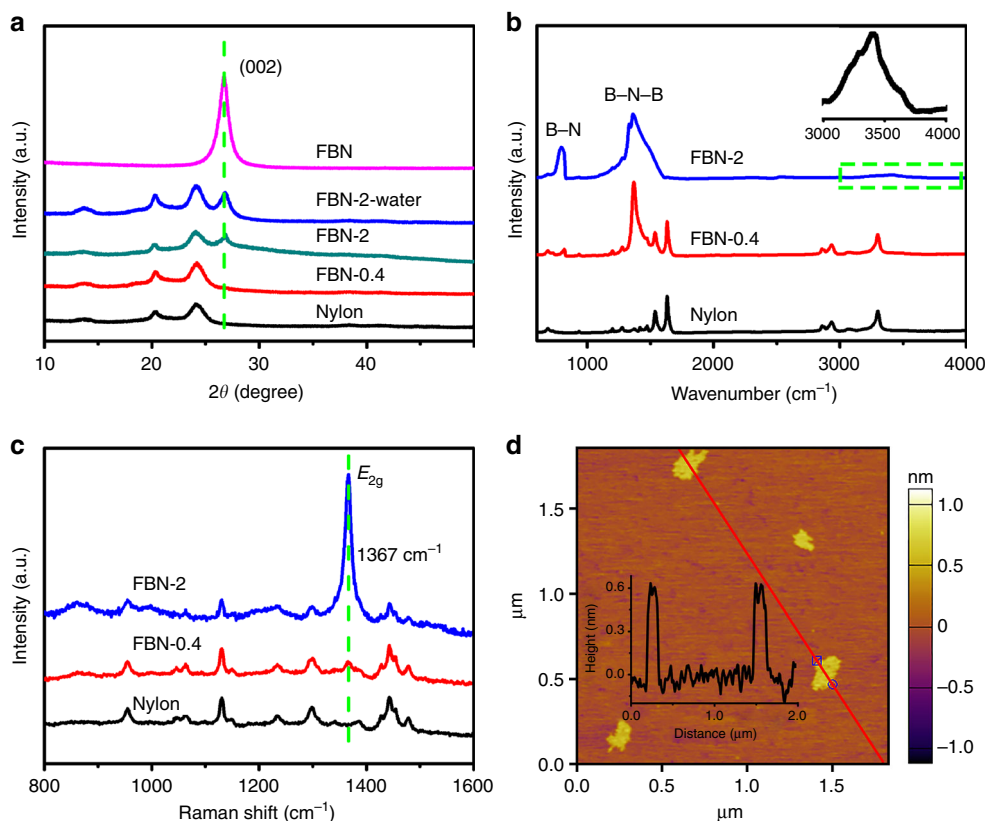 a
(002)
FBN
FBN-2-water
FBN-2
FBN-0.4
Nylon
Intensity (a.u.)
10 20 30 40
2θ (degree)
b
B–N–B
B–N
FBN-2
3000 3500 4000
FBN-0.4
Nylon
Intensity (a.u.)
1000 2000 3000 4000
Wavenumber (cm⁻¹)
c
E2g
1367 cm⁻¹
FBN-2
FBN-0.4
Nylon
Intensity (a.u.)
800 1000 1200 1400 1600
Raman shift (cm⁻¹)
d
nm
1.5
1.0
0.5
0.0
μm
0.0 0.5 1.0 1.5
μm
0.6
0.3
0.0
Height (nm)
0.0 1.0 2.0
Distance (μm)
1.0
0.5
0
−0.5
−1.0